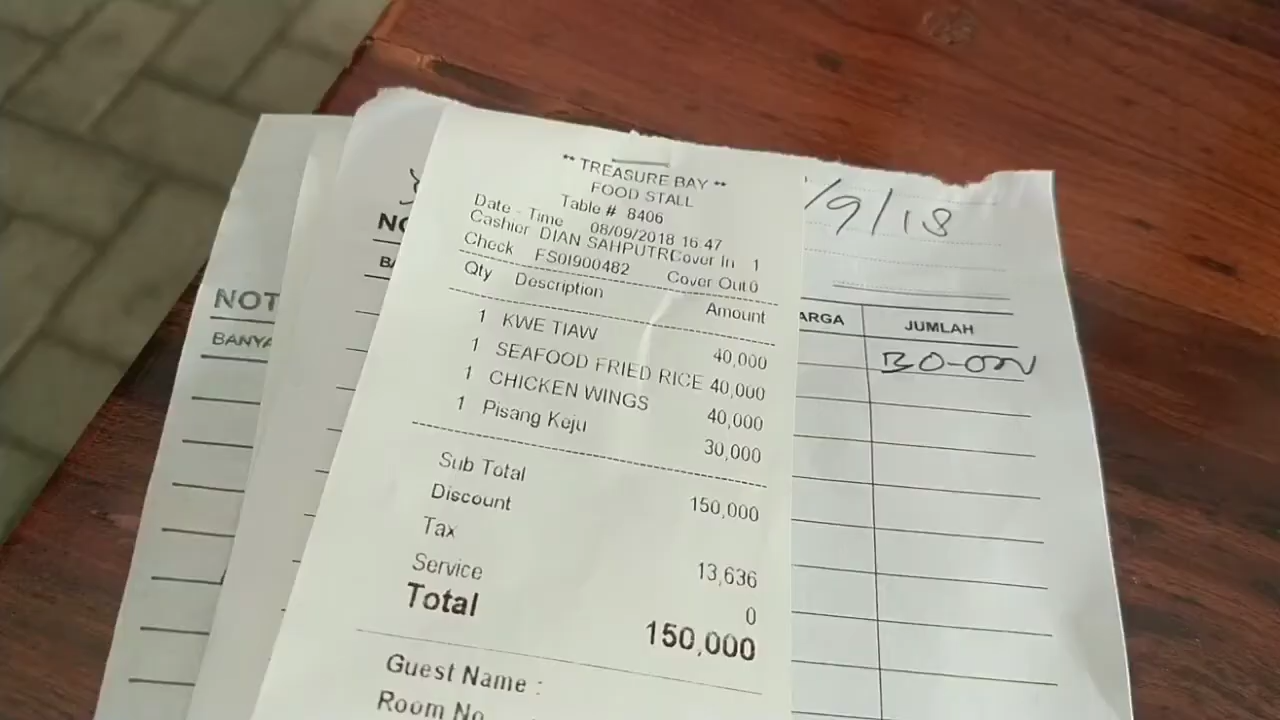 ** TREASURE BAY **
FOOD STALL
Table # 8406
Date - Time 08/09/2018 16:47
Cashier DIAN SAHPUTRCover In 1
Check FS01900482 Cover Out 0
Qty Description Amount
1 KWE TIAW 40,000
1 SEAFOOD FRIED RICE 40,000
1 CHICKEN WINGS 40,000
1 Pisang Keju 30,000
Sub Total 150,000
Discount
Tax 13,636
Service 0
Total 150,000
Guest Name :
Room No
/9/18
ARGA JUMLAH
NO
BA
NOT
BANYA